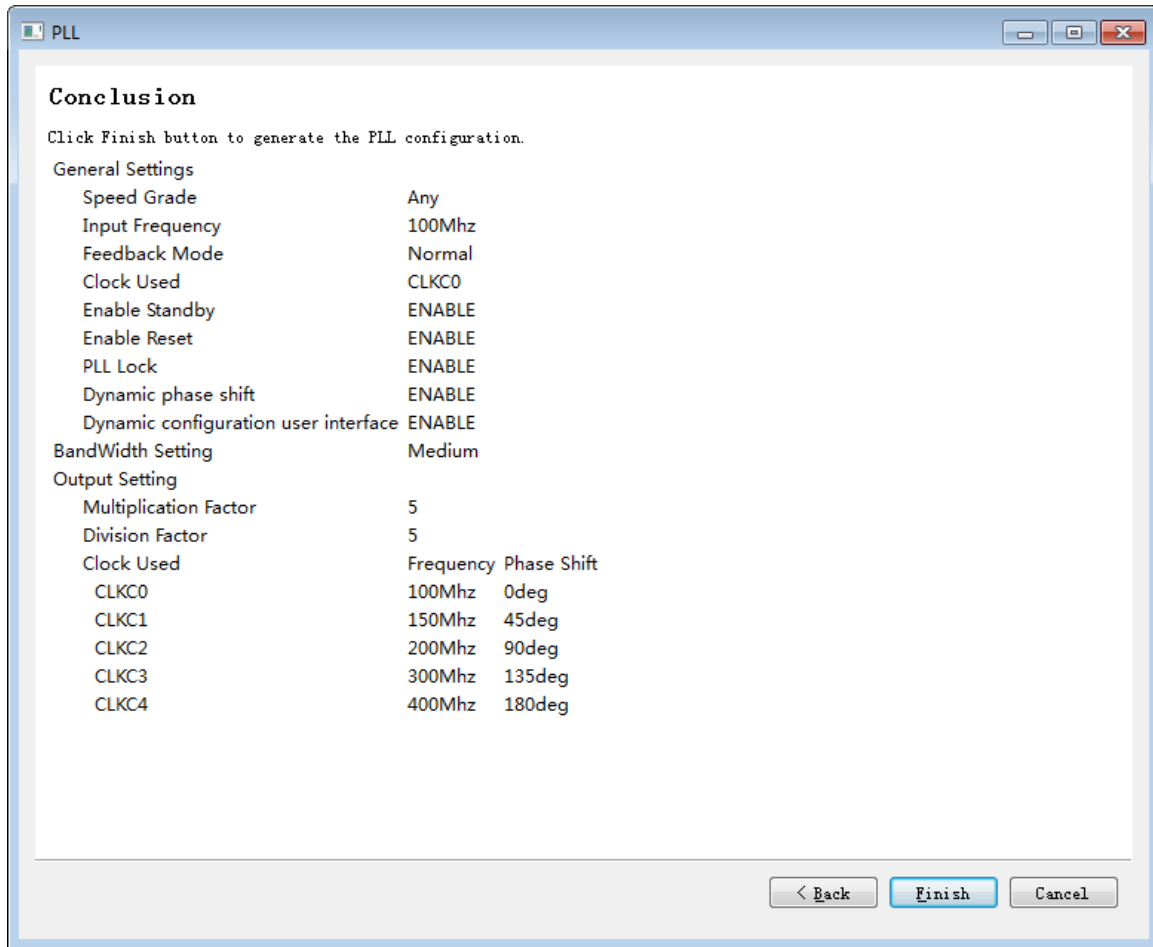 PLL
Conclusion
Click Finish button to generate the PLL configuration.
General Settings
Speed Grade Any
Input Frequency 100Mhz
Feedback Mode Normal
Clock Used CLKC0
Enable Standby ENABLE
Enable Reset ENABLE
PLL Lock ENABLE
Dynamic phase shift ENABLE
Dynamic configuration user interface ENABLE
BandWidth Setting Medium
Output Setting
Multiplication Factor 5
Division Factor 5
Clock Used Frequency Phase Shift
CLKC0 100Mhz 0deg
CLKC1 150Mhz 45deg
CLKC2 200Mhz 90deg
CLKC3 300Mhz 135deg
CLKC4 400Mhz 180deg
< Back Finish Cancel